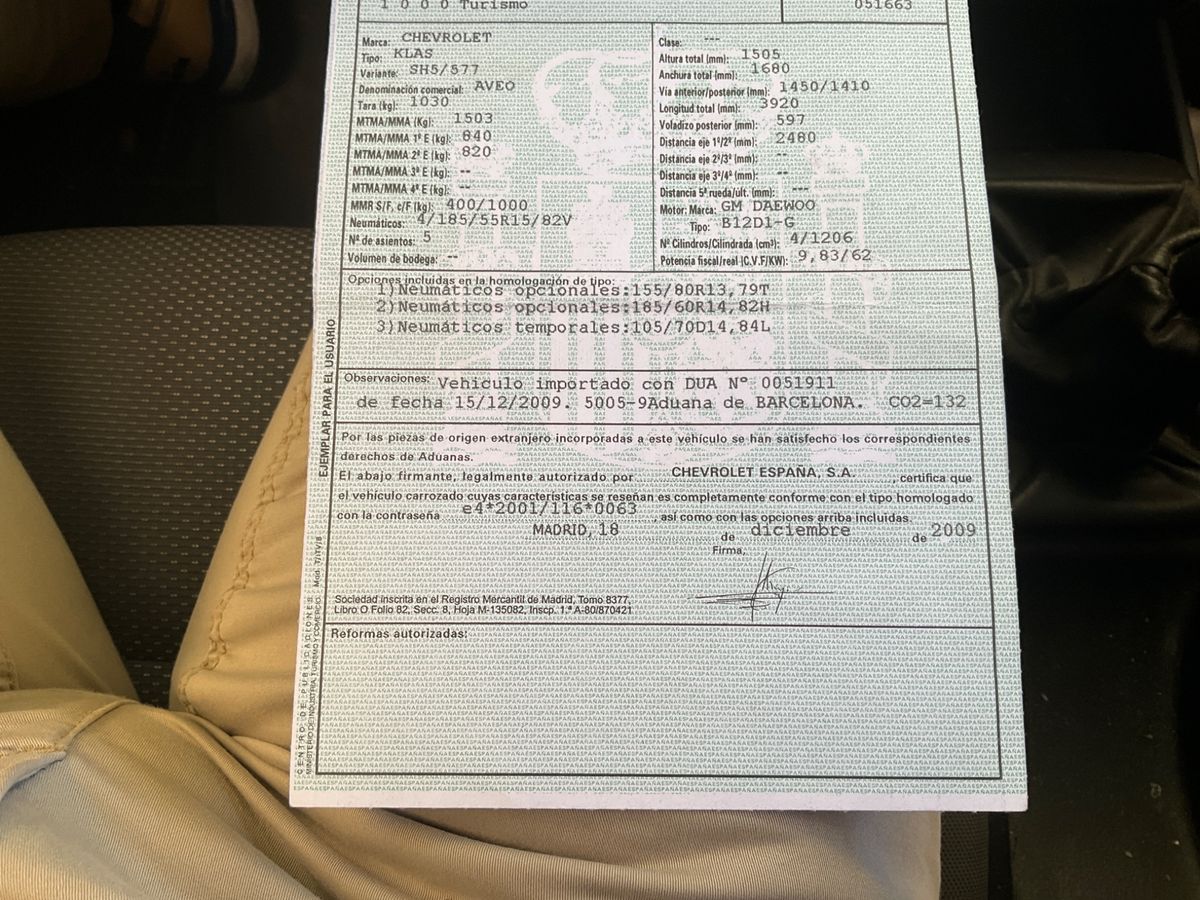 1 0 0 0 Turismo
051663
Marca: CHEVROLET
Tipo: KLAS
Variante: SH5/577
Denominación comercial: AVEO
Tara (kg): 1030
MTMA/MMA (Kg): 1503
MTMA/MMA 1º E (kg): 840
MTMA/MMA 2º E (kg): 820
MTMA/MMA 3º E (kg): --
MTMA/MMA 4º E (kg): --
MMR S/F, c/F (kg): 400/1000
Neumáticos: 4/185/55R15/82V
Nº de asientos: 5
Volumen de bodega: --
Clase: ---
Altura total (mm): 1505
Anchura total (mm): 1680
Vía anterior/posterior (mm): 1450/1410
Longitud total (mm): 3920
Voladizo posterior (mm): 597
Distancia eje 1º/2º (mm): 2480
Distancia eje 2º/3º (mm): --
Distancia eje 3º/4º (mm): --
Distancia 5ª rueda/últ. (mm): ---
Motor: Marca: GM DAEWOO
Tipo: B12D1-G
Nº Cilindros/Cilindrada (cm³): 4/1206
Potencia fiscal/real (C.V.F/KW): 9,83/62
Opciones incluidas en la homologación de tipo:
1)Neumáticos opcionales:155/80R13,79T
2)Neumáticos opcionales:185/60R14,82H
3)Neumáticos temporales:105/70D14,84L
Observaciones: Vehiculo importado con DUA Nº 0051911
de fecha 15/12/2009. 5005-9Aduana de BARCELONA. CO2=132
Por las piezas de origen extranjero incorporadas a este vehículo se han satisfecho los correspondientes
derechos de Aduanas.
El abajo firmante, legalmente autorizado por CHEVROLET ESPAÑA, S.A. , certifica que
el vehículo carrozado cuyas características se reseñan es completamente conforme con el tipo homologado
con la contraseña e4*2001/116*0063 , así como con las opciones arriba incluidas.
MADRID, 18 de diciembre de 2009
Firma,
Sociedad inscrita en el Registro Mercantil de Madrid, Tomo 8377,
Libro O Folio 82, Secc. 8, Hoja M-135082, Inscp. 1.ª A-80/870421
Reformas autorizadas:
EJEMPLAR PARA EL USUARIO
CENTRO DE PUBLICACIONES
MINISTERIO DE INDUSTRIA, TURISMO Y COMERCIO.